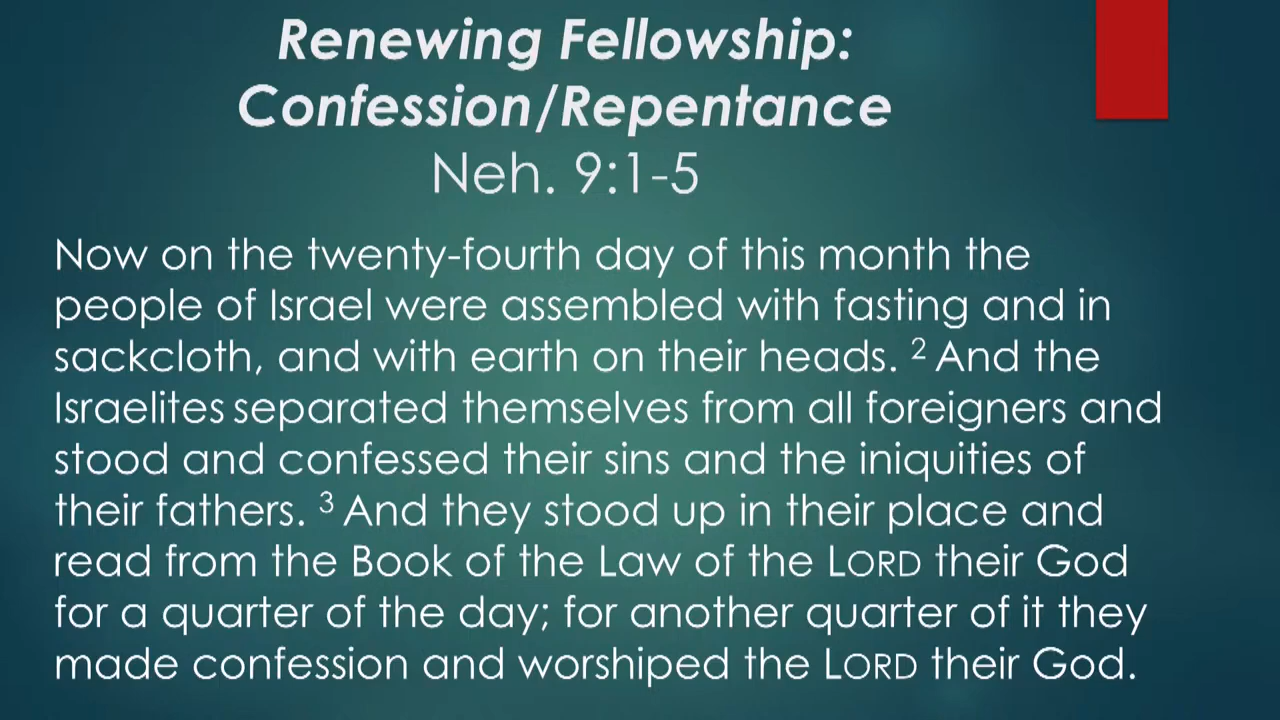 Renewing Fellowship:
Confession/Repentance
Neh. 9:1-5
Now on the twenty-fourth day of this month the
people of Israel were assembled with fasting and in
sackcloth, and with earth on their heads. ² And the
Israelites separated themselves from all foreigners and
stood and confessed their sins and the iniquities of
their fathers. ³ And they stood up in their place and
read from the Book of the Law of the LORD their God
for a quarter of the day; for another quarter of it they
made confession and worshiped the LORD their God.